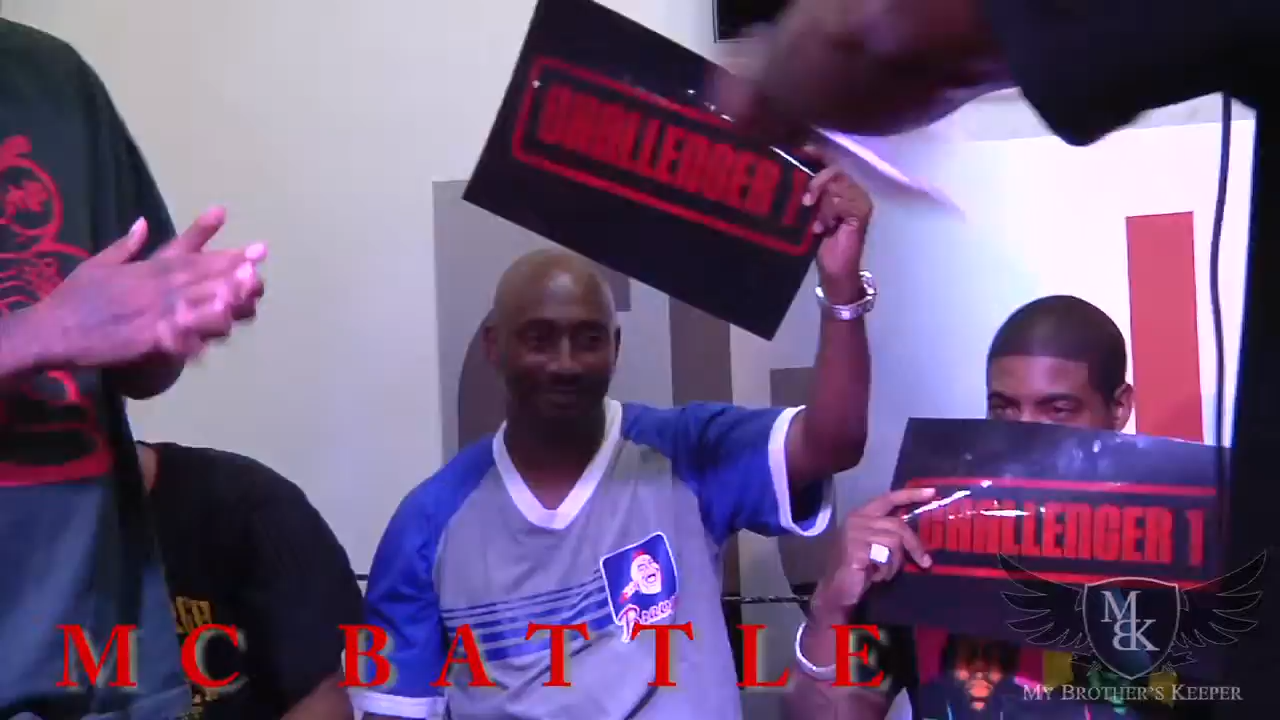 CHALLENGER 1
CHALLENGER 1
MC BATTLE
MBK
MY BROTHER'S KEEPER